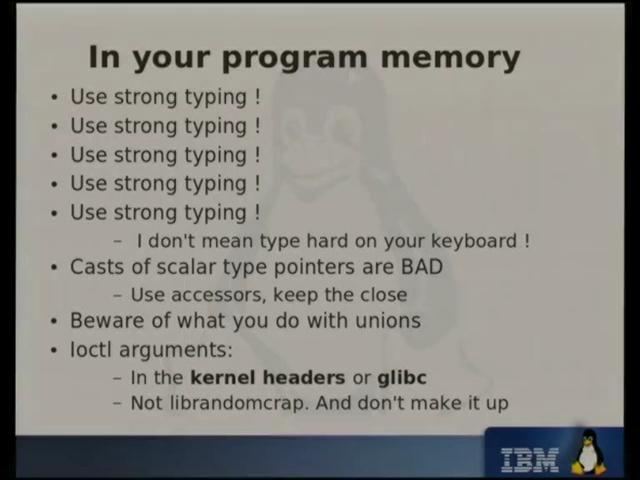 In your program memory
• Use strong typing !
• Use strong typing !
• Use strong typing !
• Use strong typing !
• Use strong typing !
– I don't mean type hard on your keyboard !
• Casts of scalar type pointers are BAD
– Use accessors, keep the close
• Beware of what you do with unions
• Ioctl arguments:
– In the kernel headers or glibc
– Not librandomcrap. And don't make it up
IBM